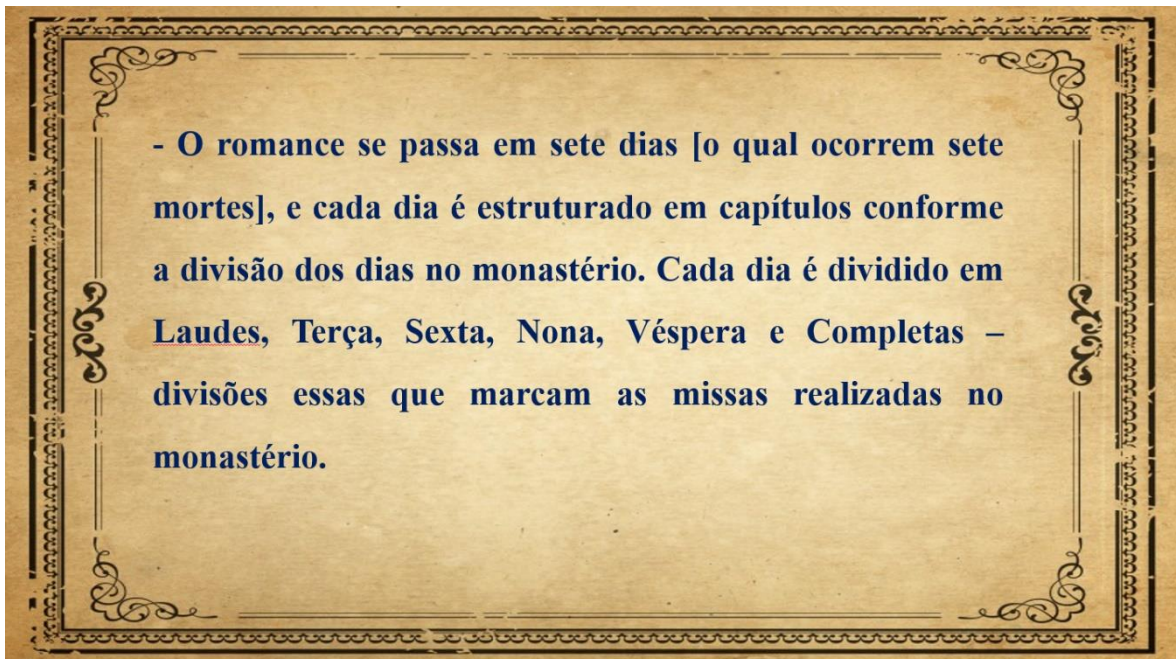 - O romance se passa em sete dias [o qual ocorrem sete
mortes], e cada dia é estruturado em capítulos conforme
a divisão dos dias no monastério. Cada dia é dividido em
Laudes, Terça, Sexta, Nona, Véspera e Completas –
divisões essas que marcam as missas realizadas no
monastério.